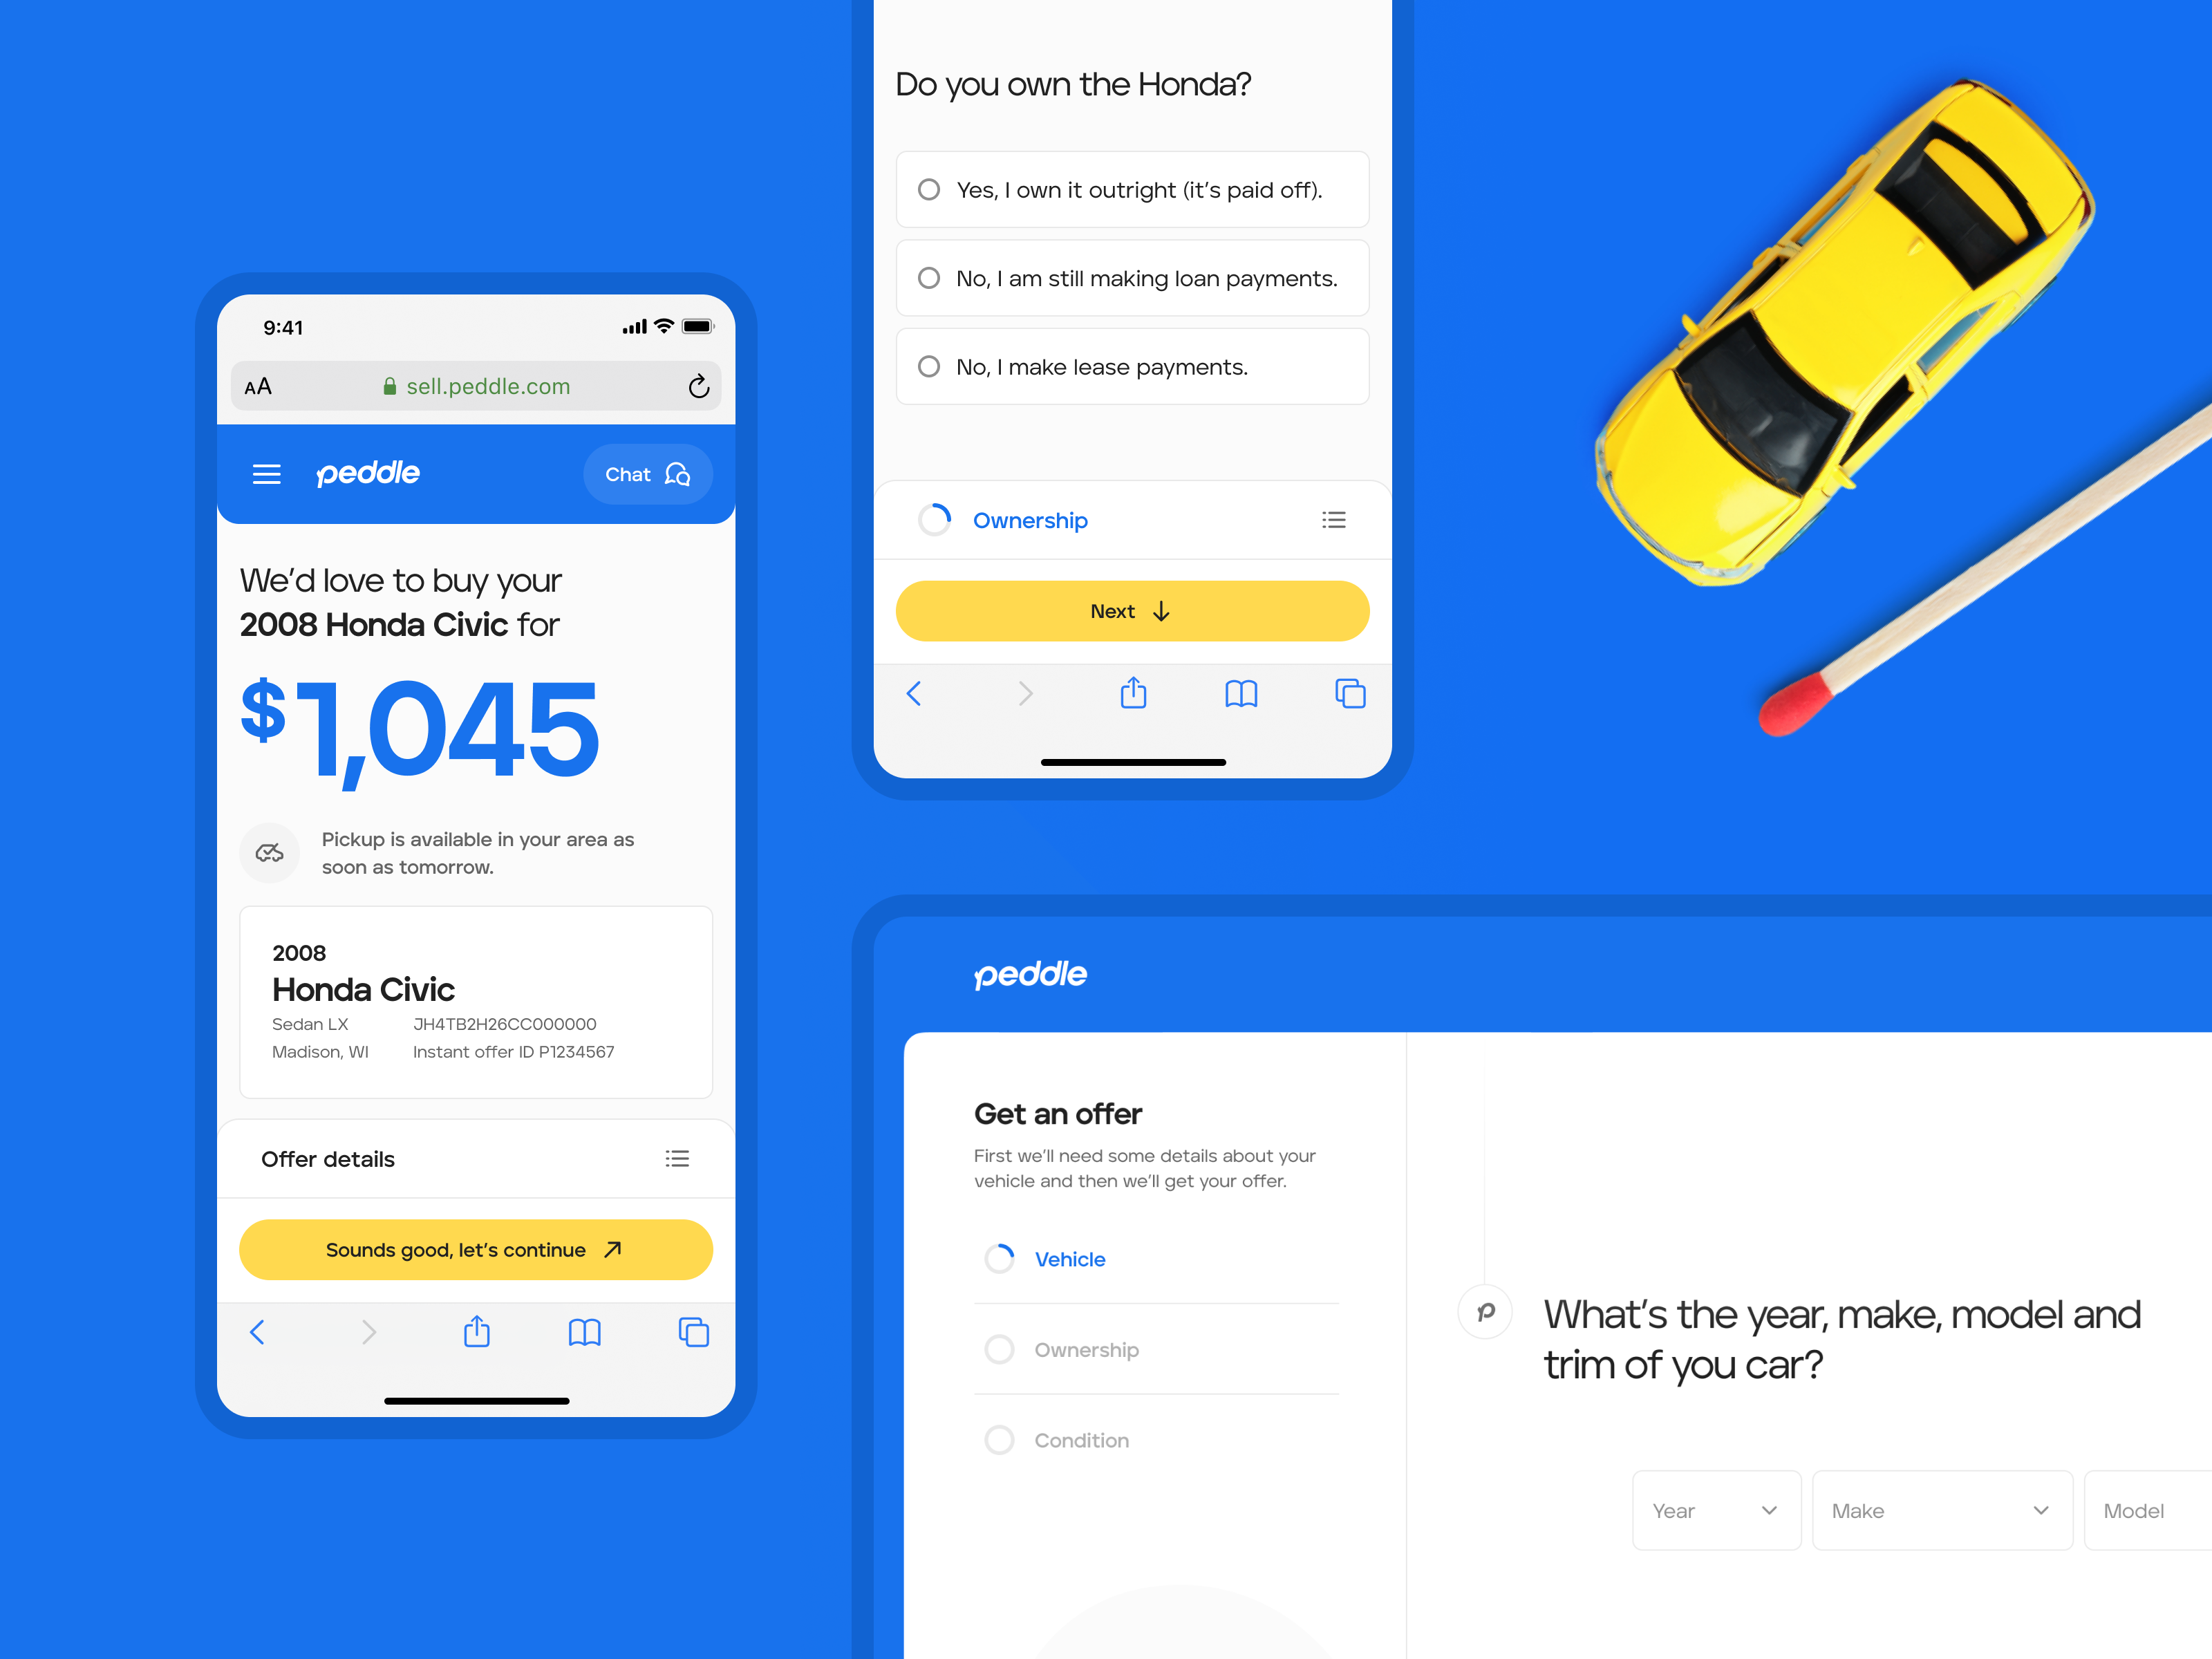 9:41
AA
sell.peddle.com
peddle
Chat
We’d love to buy your
2008 Honda Civic for
$1,045
Pickup is available in your area as
soon as tomorrow.
2008
Honda Civic
Sedan LX
JH4TB2H26CC000000
Madison, WI
Instant offer ID P1234567
Offer details
Sounds good, let’s continue
Do you own the Honda?
Yes, I own it outright (it’s paid off).
No, I am still making loan payments.
No, I make lease payments.
Ownership
Next
peddle
Get an offer
First we’ll need some details about your
vehicle and then we’ll get your offer.
Vehicle
Ownership
Condition
p
What’s the year, make, model and
trim of you car?
Year
Make
Model